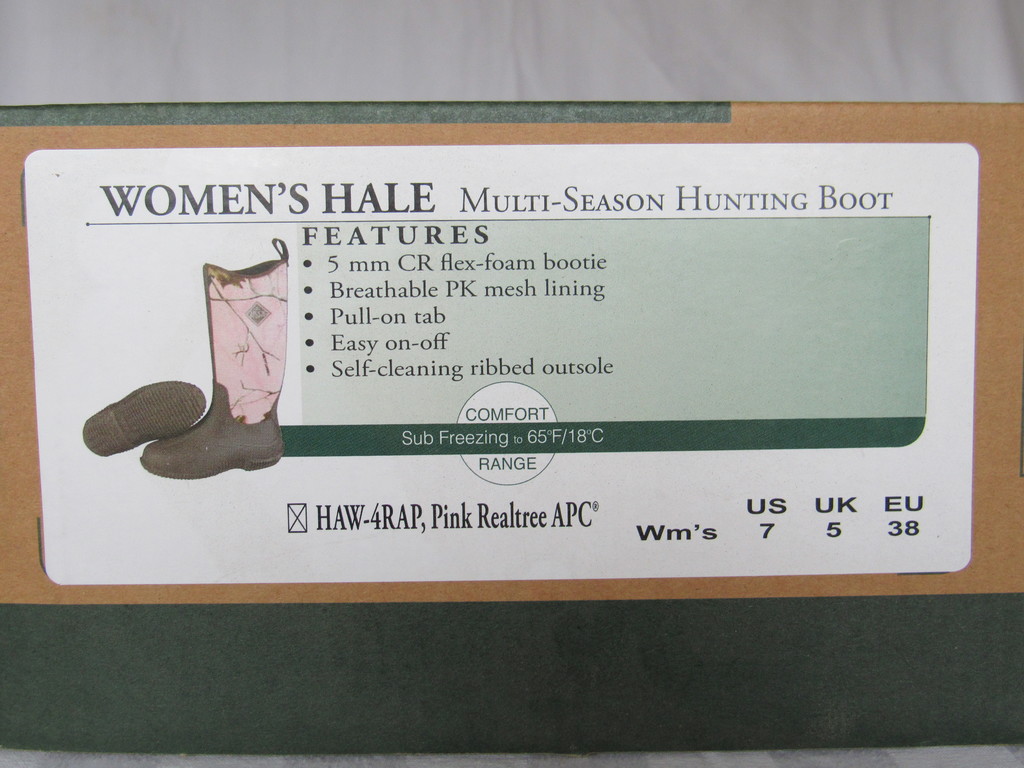 WOMEN'S HALE MULTI-SEASON HUNTING BOOT
FEATURES
• 5 mm CR flex-foam bootie
• Breathable PK mesh lining
• Pull-on tab
• Easy on-off
• Self-cleaning ribbed outsole
COMFORT
Sub Freezing to 65°F/18°C
RANGE
☒ HAW-4RAP, Pink Realtree APC®
US UK EU
Wm's 7 5 38